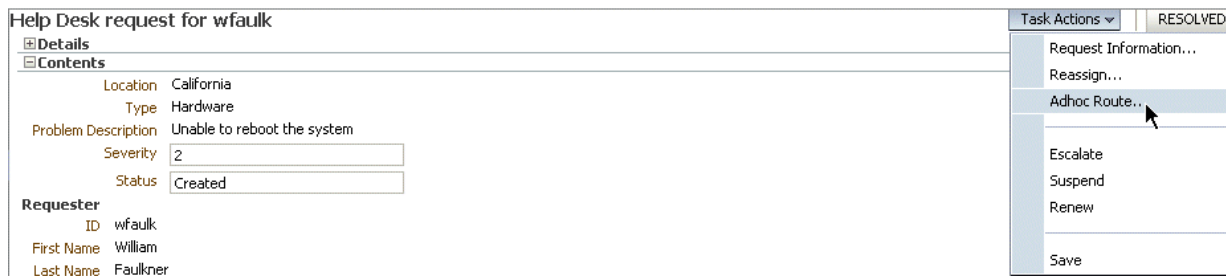 Help Desk request for wfaulk
Task Actions
RESOLVED
Details
Contents
Location California
Type Hardware
Problem Description Unable to reboot the system
Severity 2
Status Created
Requester
ID wfaulk
First Name William
Last Name Faulkner
Request Information...
Reassign...
Adhoc Route...
Escalate
Suspend
Renew
Save